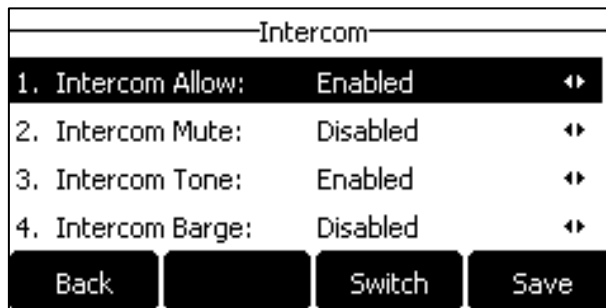 Intercom
1. Intercom Allow: Enabled
2. Intercom Mute: Disabled
3. Intercom Tone: Enabled
4. Intercom Barge: Disabled
Back Switch Save